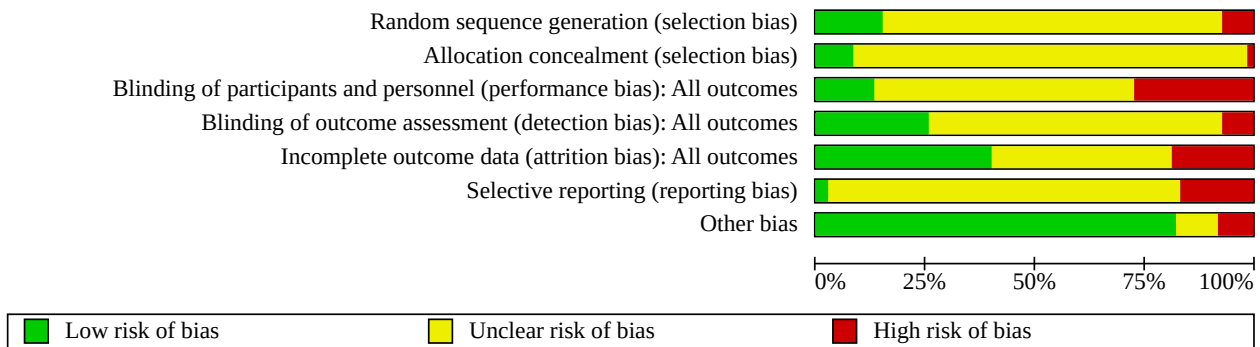 Random sequence generation (selection bias)
Allocation concealment (selection bias)
Blinding of participants and personnel (performance bias): All outcomes
Blinding of outcome assessment (detection bias): All outcomes
Incomplete outcome data (attrition bias): All outcomes
Selective reporting (reporting bias)
Other bias
0% 25% 50% 75% 100%
Low risk of bias Unclear risk of bias High risk of bias